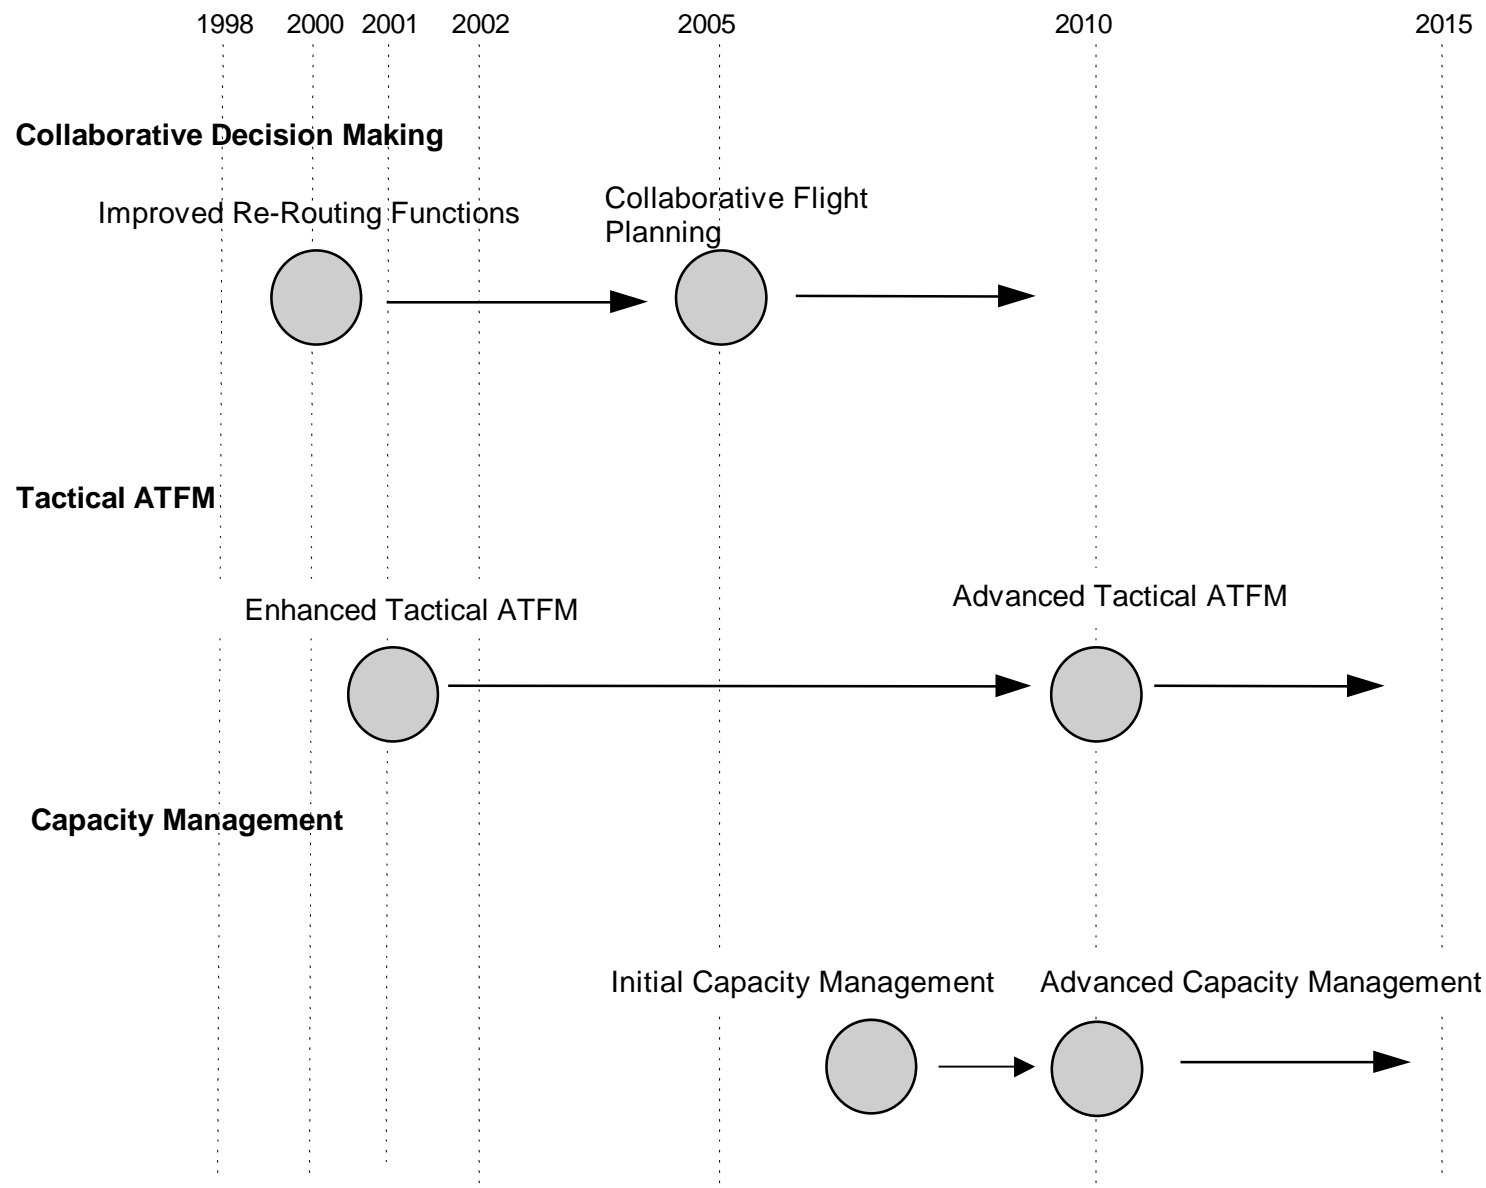 1998 2000 2001 2002 2005 2010 2015
Collaborative Decision Making
Improved Re-Routing Functions
Collaborative Flight
Planning
Tactical ATFM
Enhanced Tactical ATFM
Advanced Tactical ATFM
Capacity Management
Initial Capacity Management
Advanced Capacity Management